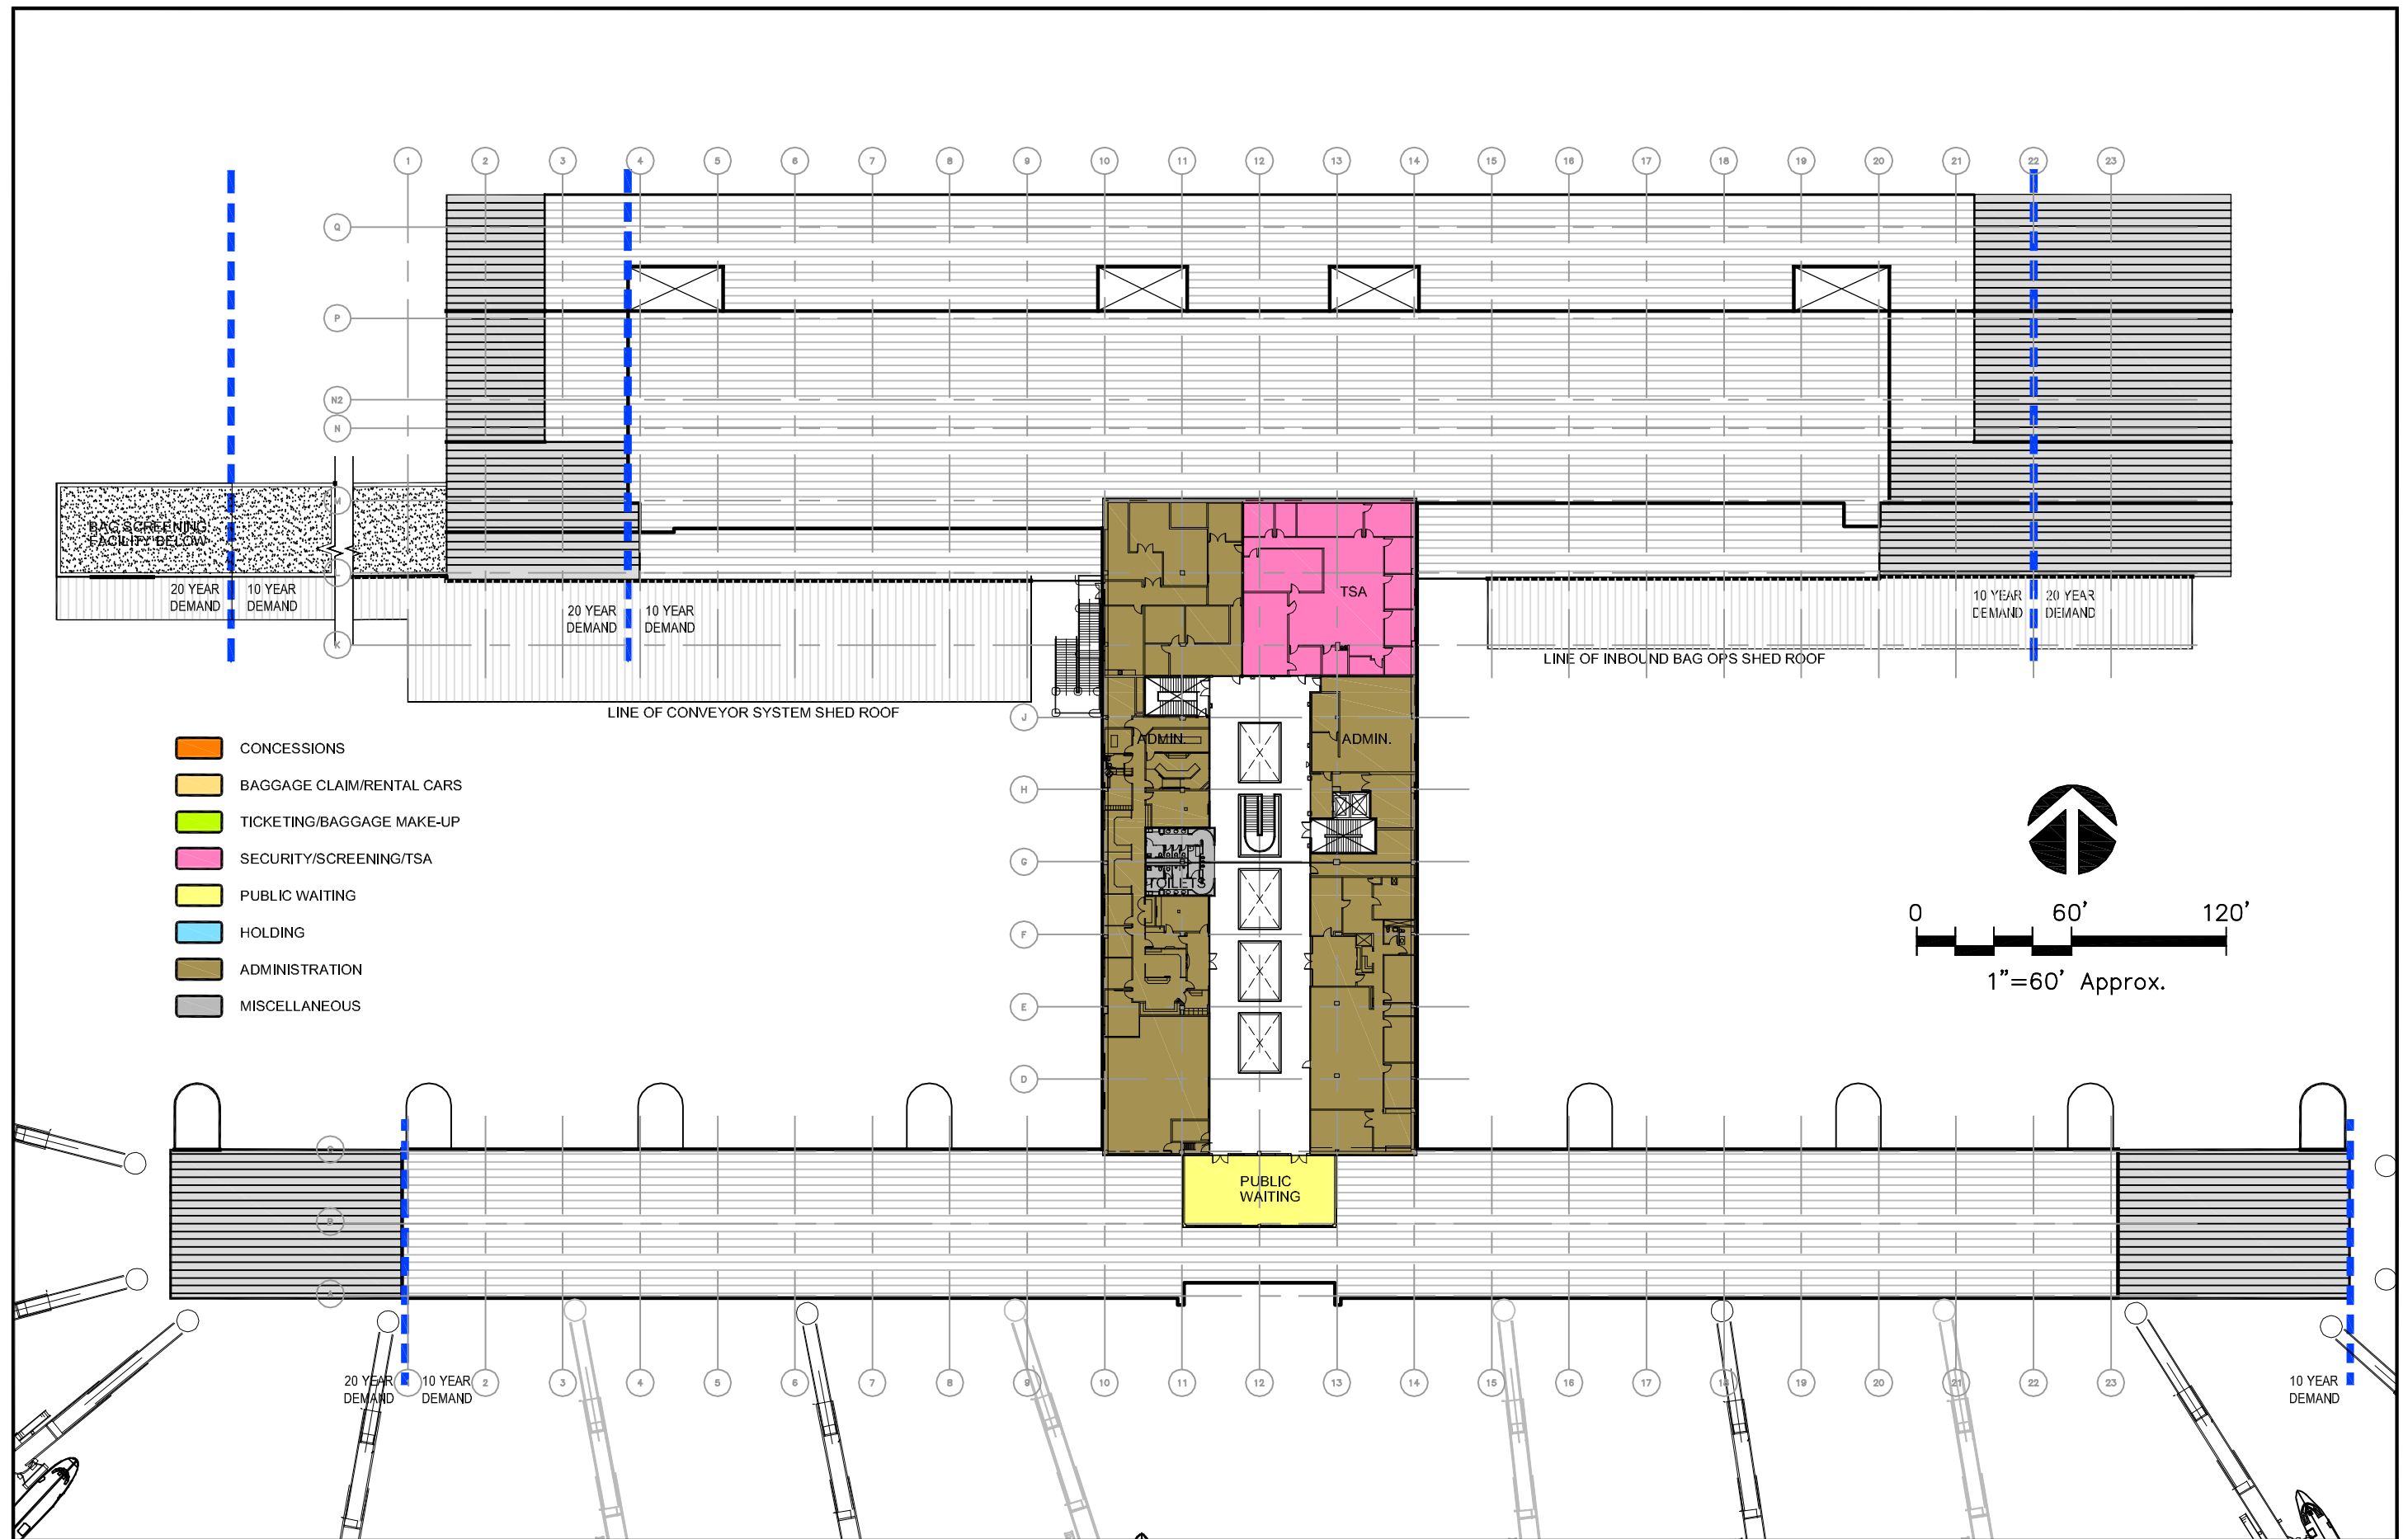 1 2 3 4 5 6 7 8 9 10 11 12 13 14 15 16 17 18 19 20 21 22 23
Q
P
N2
N
M
L
K
BAG SCREENING
FACILITY BELOW
20 YEAR
DEMAND
10 YEAR
DEMAND
20 YEAR
DEMAND
10 YEAR
DEMAND
TSA
10 YEAR
DEMAND
20 YEAR
DEMAND
LINE OF INBOUND BAG OPS SHED ROOF
LINE OF CONVEYOR SYSTEM SHED ROOF
J
H
G
F
E
D
ADMIN.
ADMIN.
TOILETS
CONCESSIONS
BAGGAGE CLAIM/RENTAL CARS
TICKETING/BAGGAGE MAKE-UP
SECURITY/SCREENING/TSA
PUBLIC WAITING
HOLDING
ADMINISTRATION
MISCELLANEOUS
0 60' 120'
1"=60' Approx.
B
A
PUBLIC
WAITING
1 2 3 4 5 6 7 8 9 10 11 12 13 14 15 16 17 18 19 20 21 22 23
20 YEAR
DEMAND
10 YEAR
DEMAND
10 YEAR
DEMAND